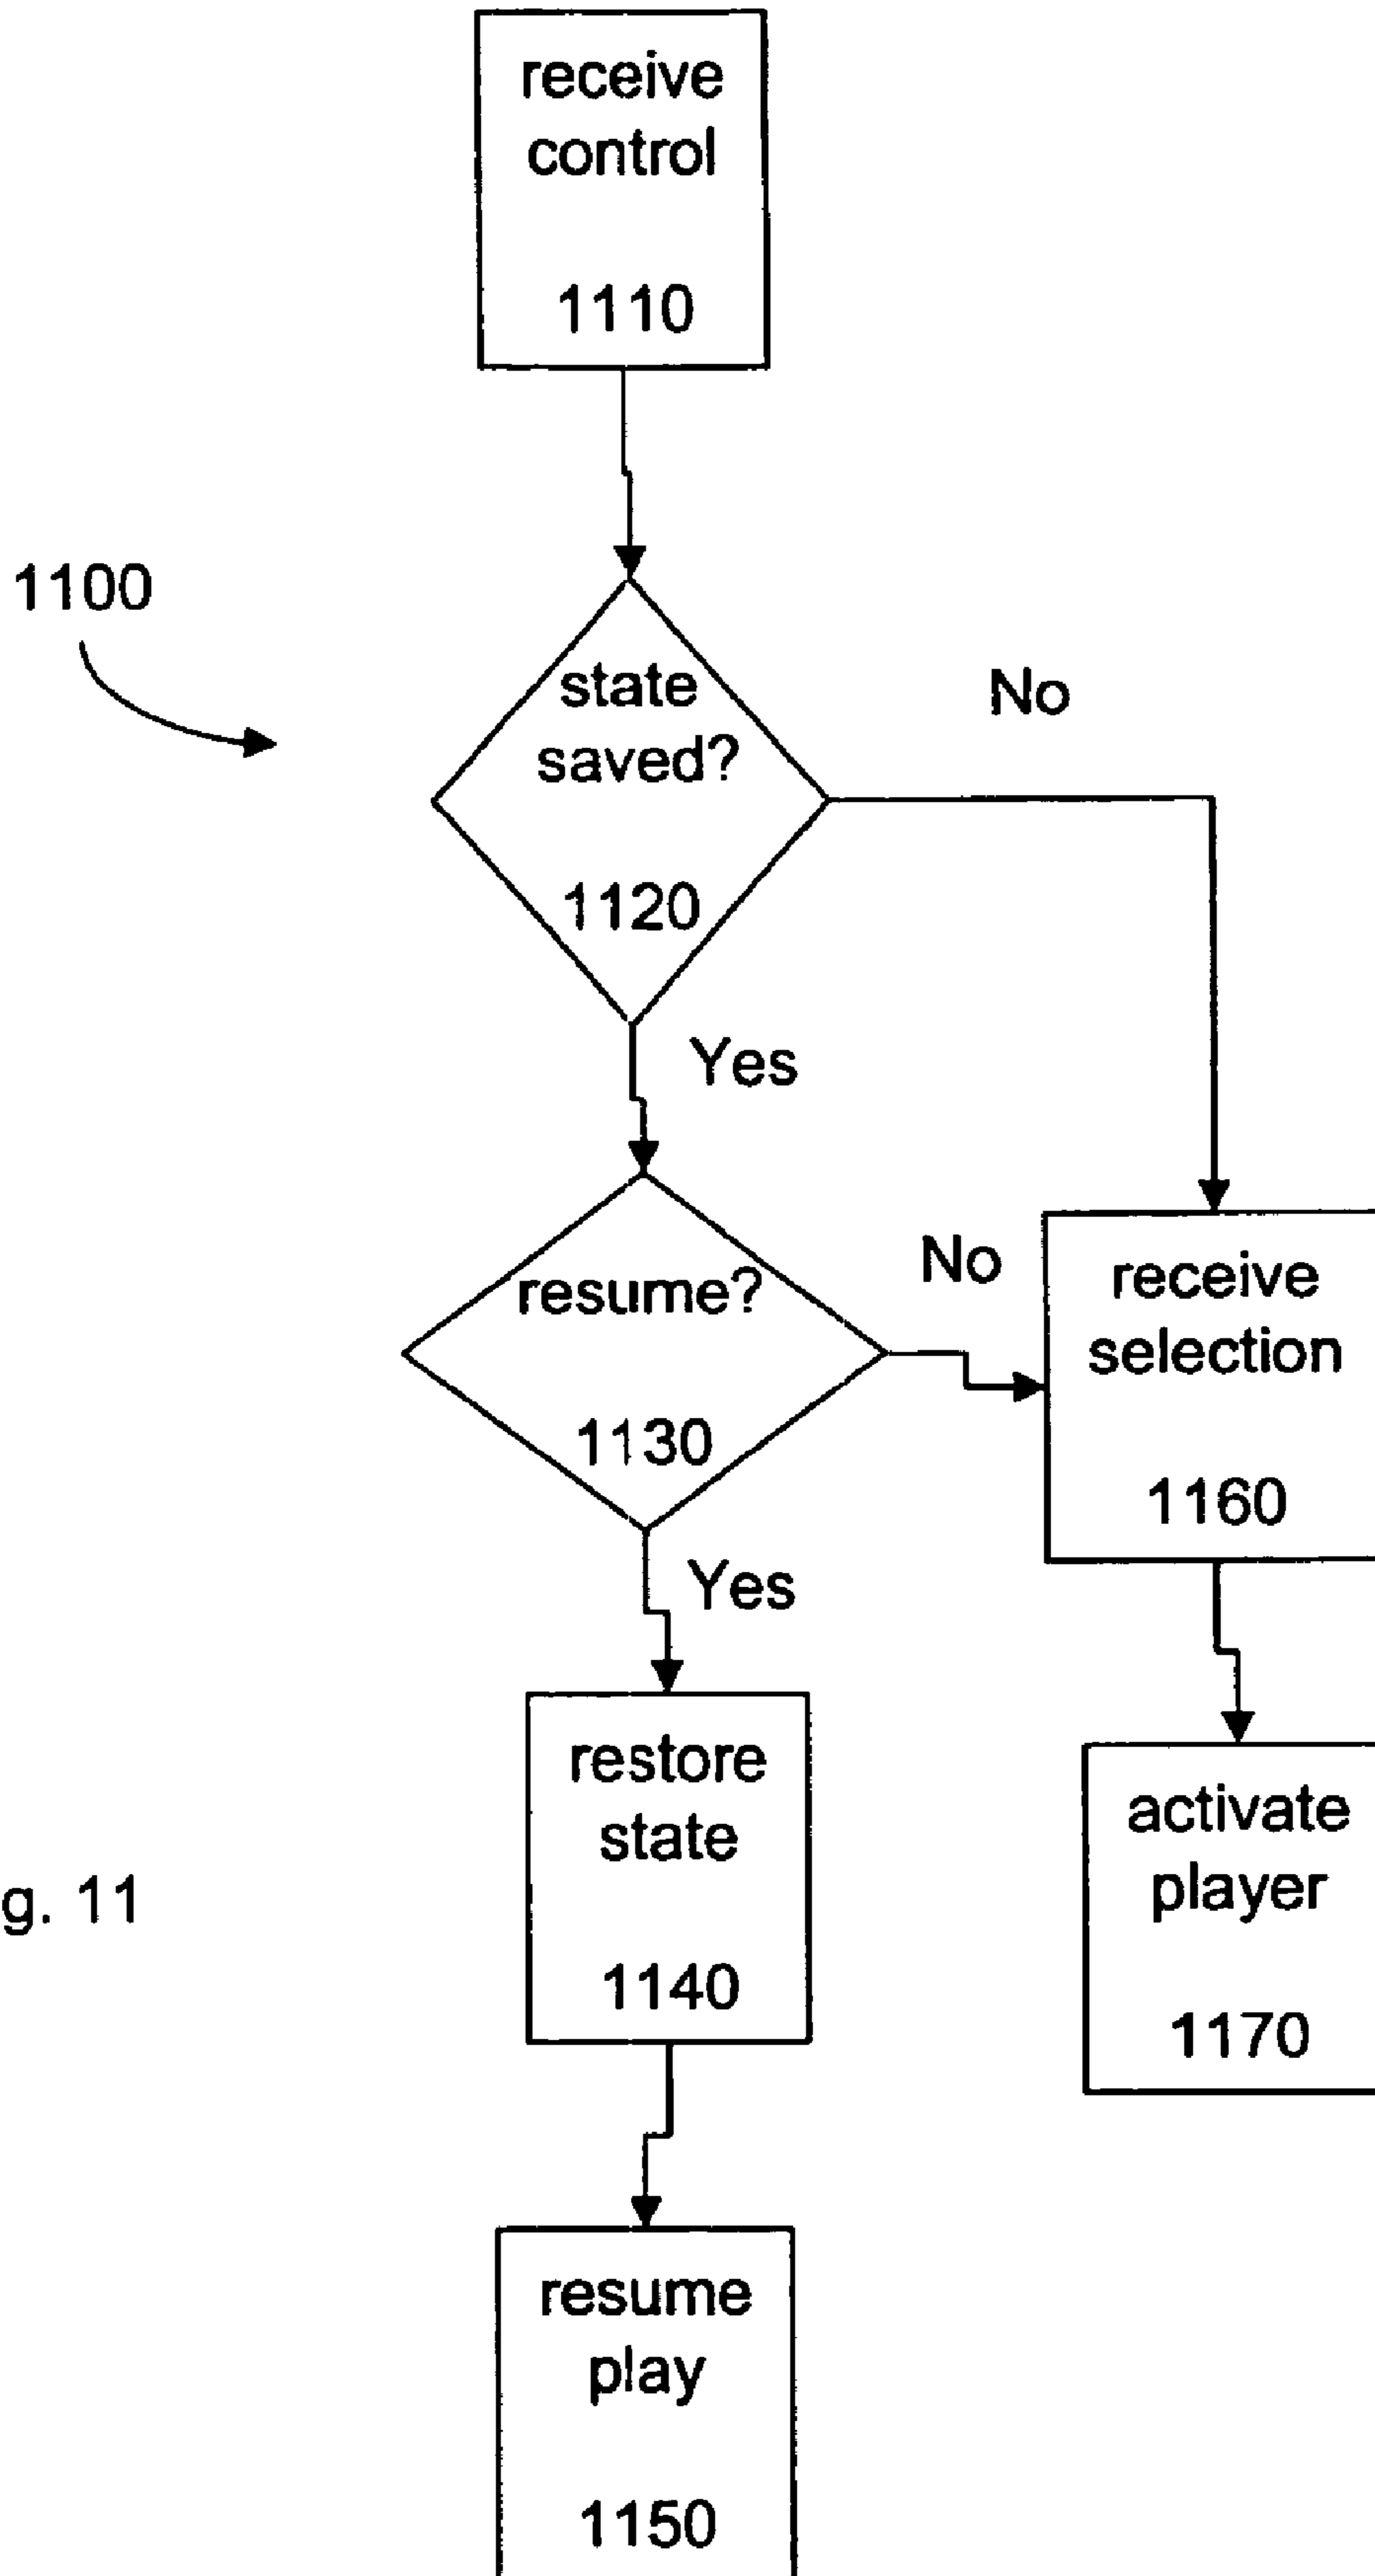 receive
control
1110
1100
state
saved?
1120
No
Yes
resume?
1130
No
receive
selection
1160
Yes
restore
state
1140
activate
player
1170
g. 11
resume
play
1150